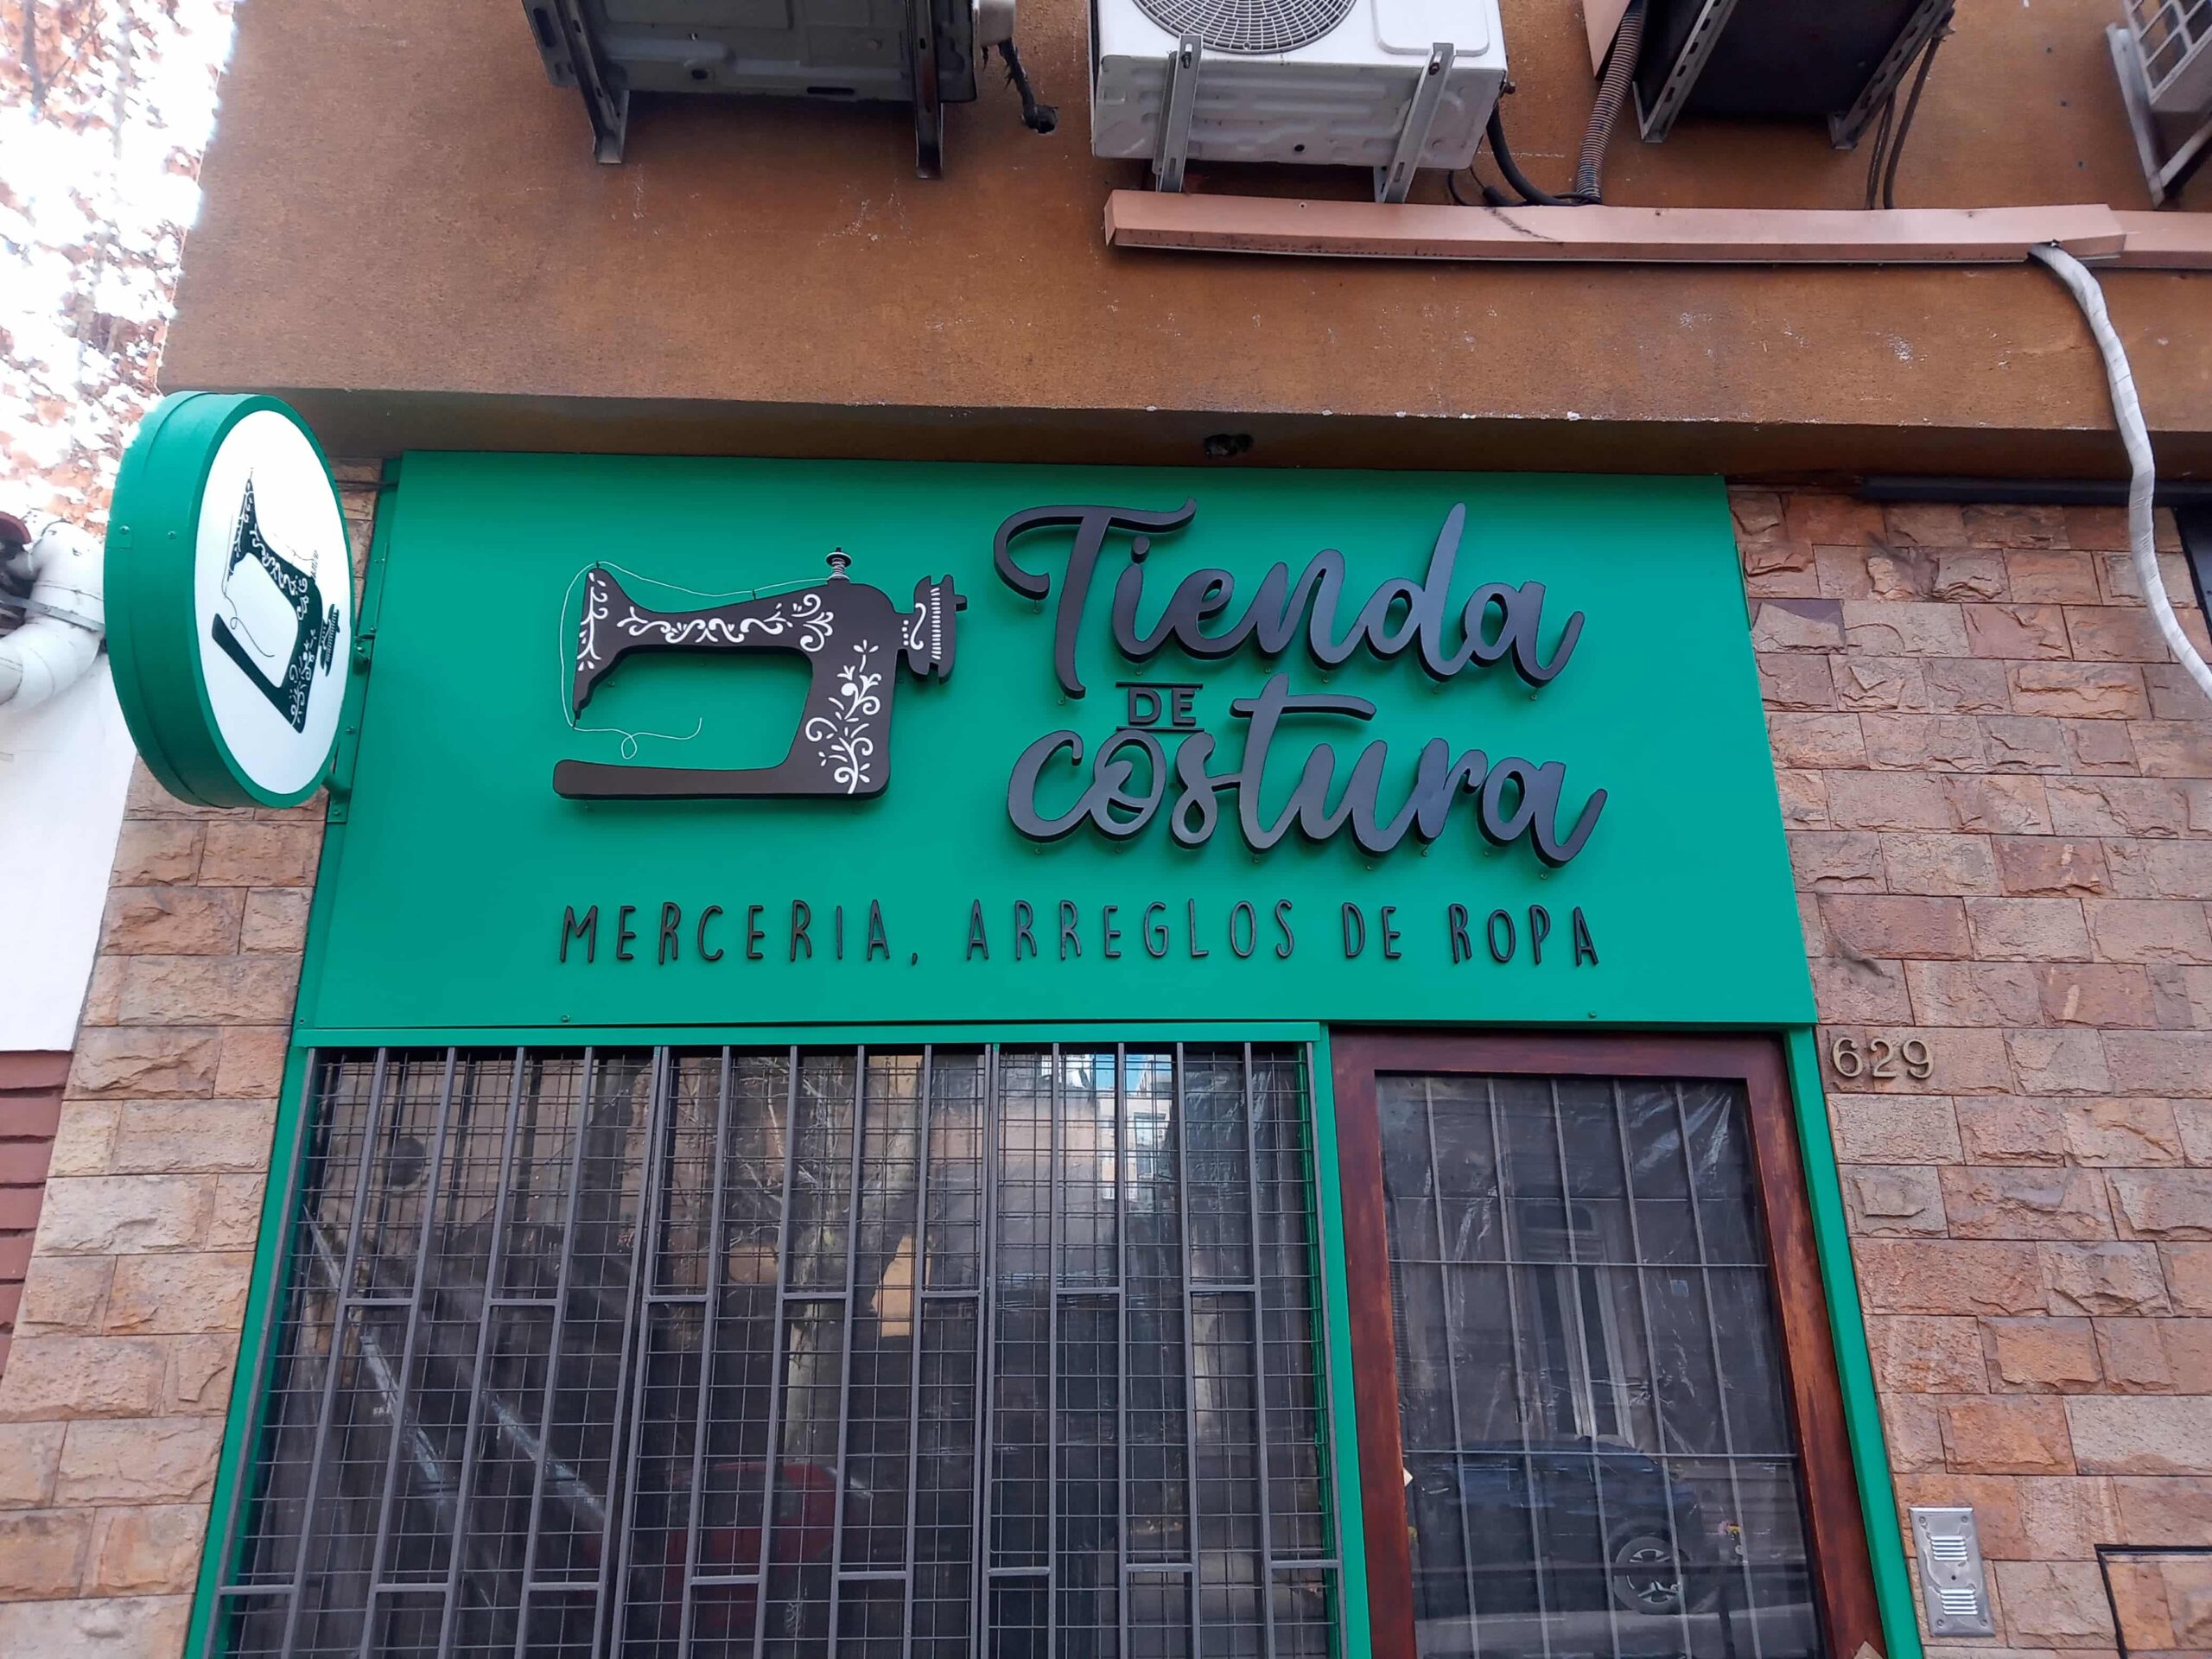 Tienda
DE
costura
MERCERIA, ARREGLOS DE ROPA
629